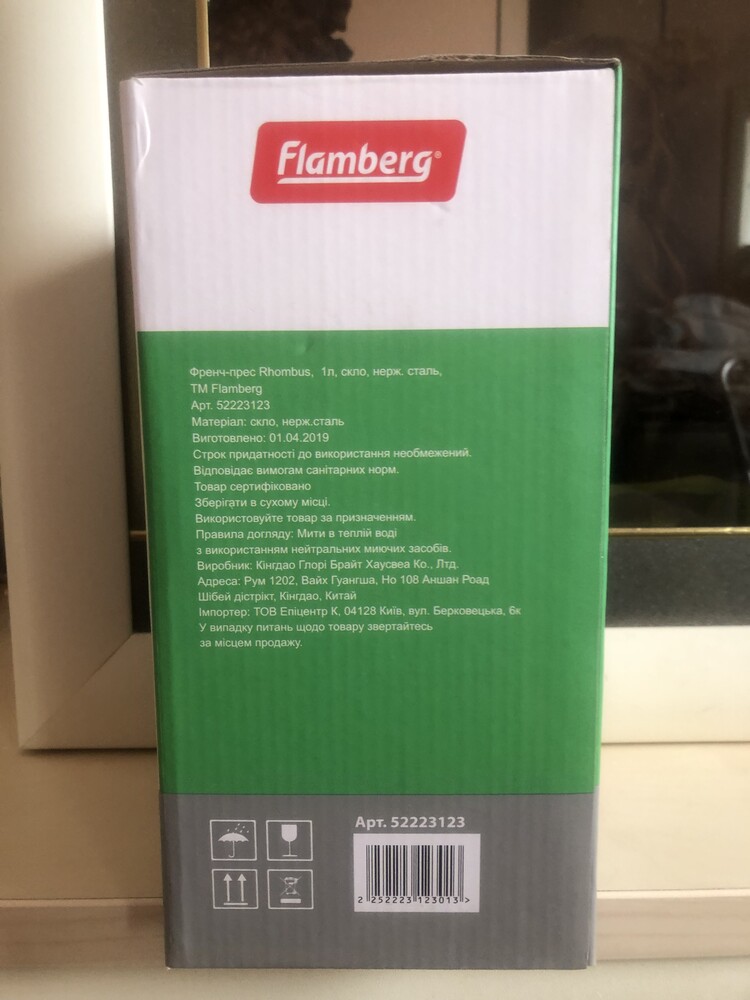 Flamberg®
Френч-прес Rhombus, 1л, скло, нерж. сталь,
ТМ Flamberg
Арт. 52223123
Матеріал: скло, нерж.сталь
Виготовлено: 01.04.2019
Строк придатності до використання необмежений.
Відповідає вимогам санітарних норм.
Товар сертифіковано
Зберігати в сухому місці.
Використовуйте товар за призначенням.
Правила догляду: Мити в теплій воді
з використанням нейтральних миючих засобів.
Виробник: Кінгдао Глорі Брайт Хаусвеа Ко., Лтд.
Адреса: Рум 1202, Вайх Гуангша, Но 108 Аншан Роад
Шібей дістрікт, Кінгдао, Китай
Імпортер: ТОВ Епіцентр К, 04128 Київ, вул. Берковецька, 6к
У випадку питань щодо товару звертайтесь
за місцем продажу.
Арт. 52223123
2 252223 123013 >